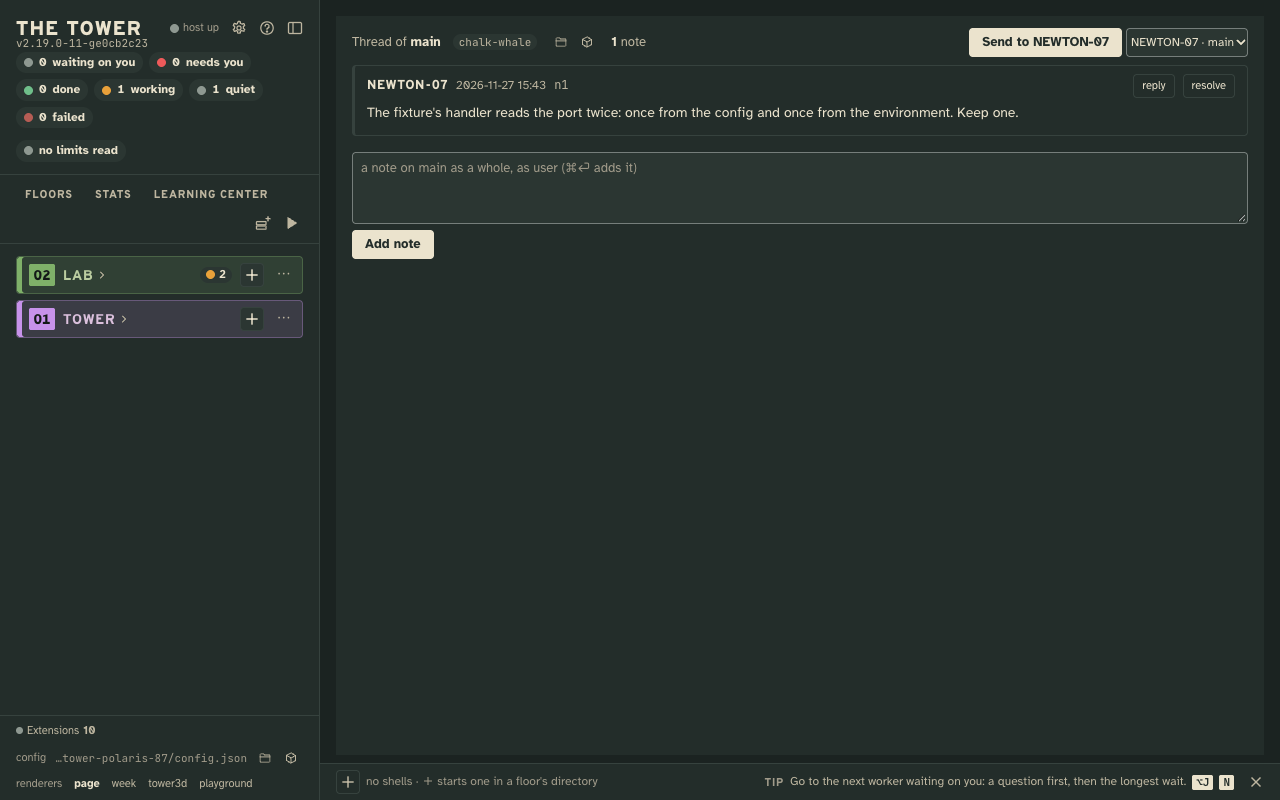 THE TOWER
host up
v2.19.0-11-ge0cb2c23
0 waiting on you
0 needs you
0 done
1 working
1 quiet
0 failed
no limits read
FLOORS STATS LEARNING CENTER
02 LAB › 2 + ...
01 TOWER › + ...
Extensions 10
config …tower-polaris-87/config.json
renderers page week tower3d playground
Thread of main chalk-whale 1 note
Send to NEWTON-07
NEWTON-07 · main
NEWTON-07 2026-11-27 15:43 n1
reply
resolve
The fixture's handler reads the port twice: once from the config and once from the environment. Keep one.
a note on main as a whole, as user (⌘⏎ adds it)
Add note
+ no shells · + starts one in a floor's directory
TIP Go to the next worker waiting on you: a question first, then the longest wait. ⌥J N